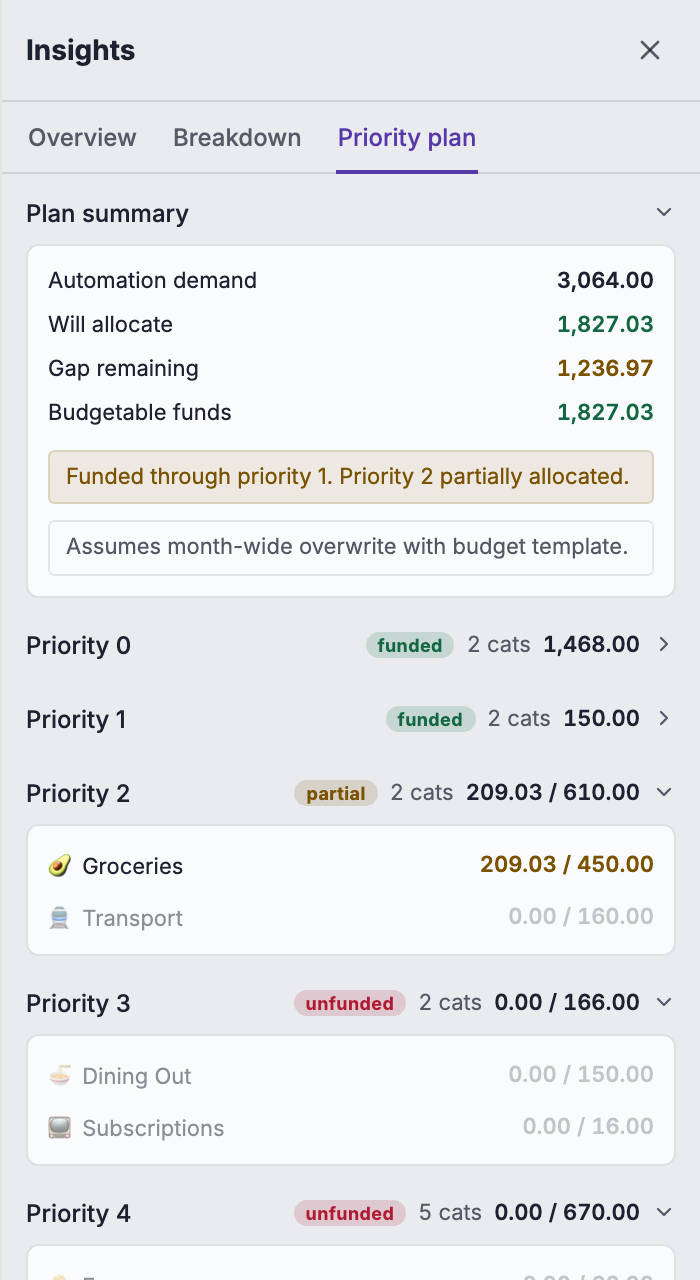 Insights
Overview Breakdown Priority plan
Plan summary
Automation demand 3,064.00
Will allocate 1,827.03
Gap remaining 1,236.97
Budgetable funds 1,827.03
Funded through priority 1. Priority 2 partially allocated.
Assumes month-wide overwrite with budget template.
Priority 0 funded 2 cats 1,468.00
Priority 1 funded 2 cats 150.00
Priority 2 partial 2 cats 209.03 / 610.00
Groceries 209.03 / 450.00
Transport 0.00 / 160.00
Priority 3 unfunded 2 cats 0.00 / 166.00
Dining Out 0.00 / 150.00
Subscriptions 0.00 / 16.00
Priority 4 unfunded 5 cats 0.00 / 670.00